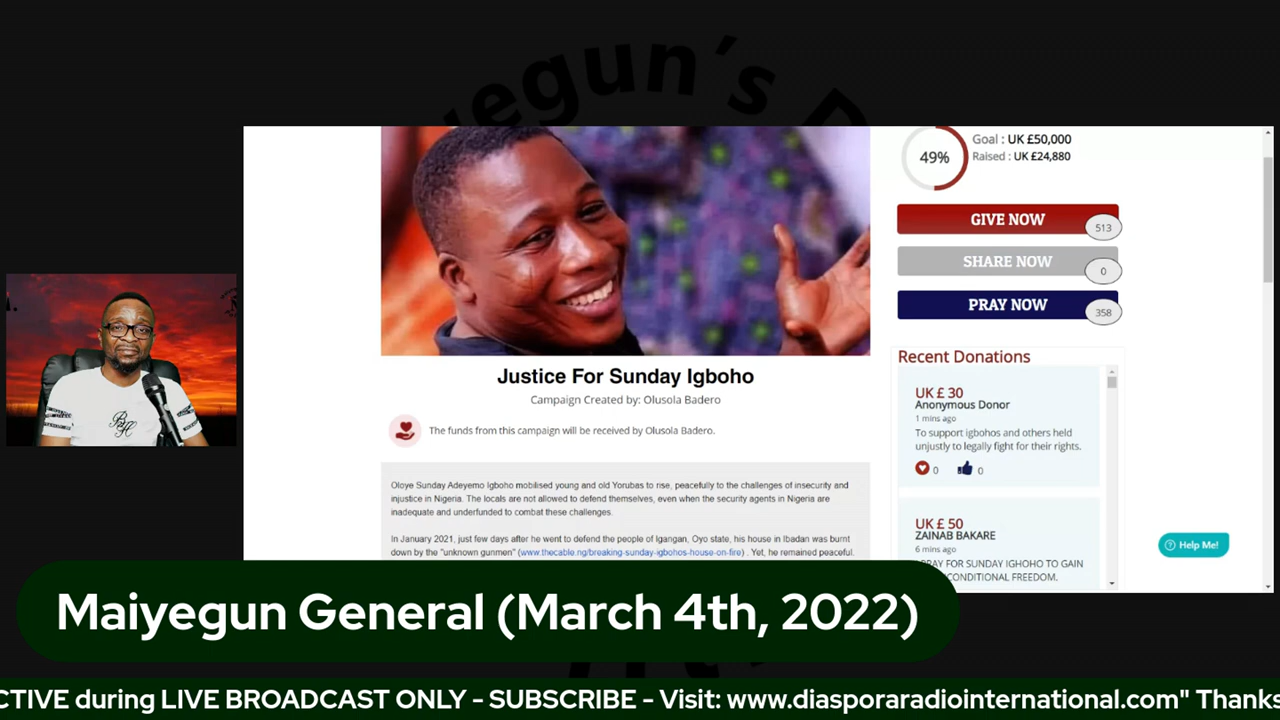 yegun's D
49%
Goal : UK £50,000
Raised : UK £24,880
GIVE NOW
513
SHARE NOW
0
PRAY NOW
358
Justice For Sunday Igboho
Campaign Created by: Olusola Badero
The funds from this campaign will be received by Olusola Badero.
Oloye Sunday Adeyemo Igboho mobilised young and old Yorubas to rise, peacefully to the challenges of insecurity and
injustice in Nigeria. The locals are not allowed to defend themselves, even when the security agents in Nigeria are
inadequate and underfunded to combat these challenges.
In January 2021, just few days after he went to defend the people of Igangan, Oyo state, his house in Ibadan was burnt
down by the "unknown gunmen" (www.thecable.ng/breaking-sunday-igbohos-house-on-fire) . Yet, he remained peaceful.
Recent Donations
UK £ 30
Anonymous Donor
1 mins ago
To support igbohos and others held
unjustly to legally fight for their rights.
0 0
UK £ 50
ZAINAB BAKARE
6 mins ago
PRAY FOR SUNDAY IGHOHO TO GAIN
CONDITIONAL FREEDOM.
Help Me!
Maiyegun General (March 4th, 2022)
CTIVE during LIVE BROADCAST ONLY - SUBSCRIBE - Visit: www.diasporaradiointernational.com" Thanks